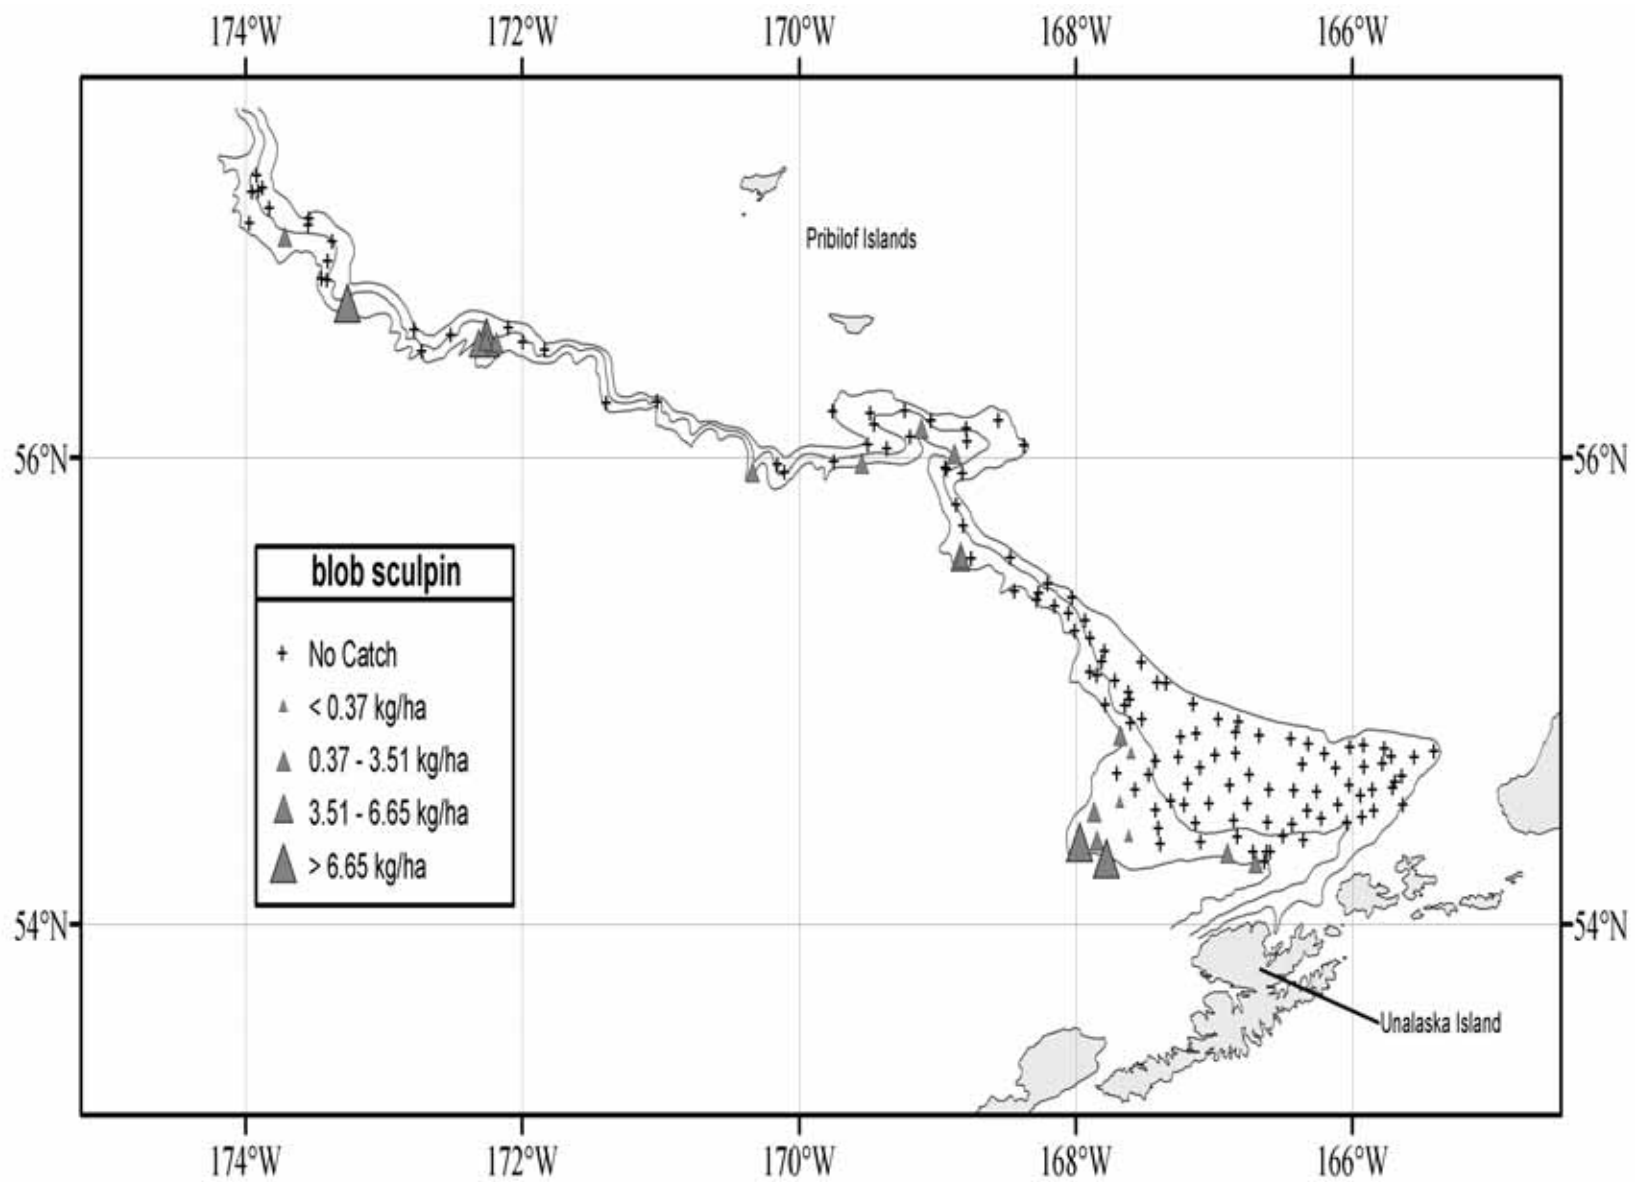 174°W 172°W 170°W 168°W 166°W
Pribilof Islands
56°N 56°N
blob sculpin
No Catch
< 0.37 kg/ha
0.37 - 3.51 kg/ha
3.51 - 6.65 kg/ha
> 6.65 kg/ha
54°N 54°N
Unalaska Island
174°W 172°W 170°W 168°W 166°W